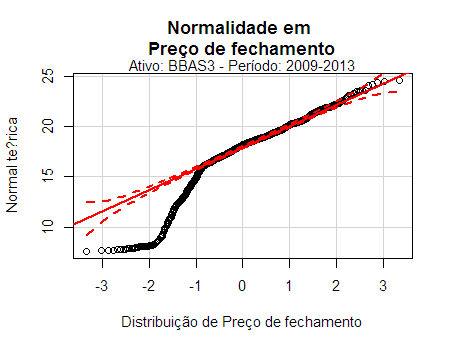 Normalidade em
Preço de fechamento
Ativo: BBAS3 - Período: 2009-2013
Normal te?rica
25
20
15
10
-3 -2 -1 0 1 2 3
Distribuição de Preço de fechamento